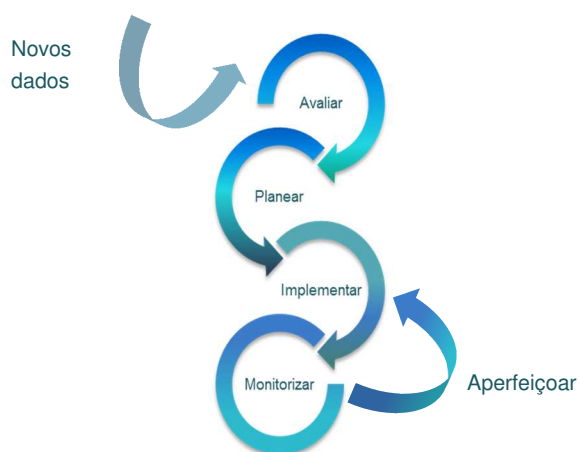 Novos
dados
Avaliar
Planear
Implementar
Monitorizar
Aperfeiçoar